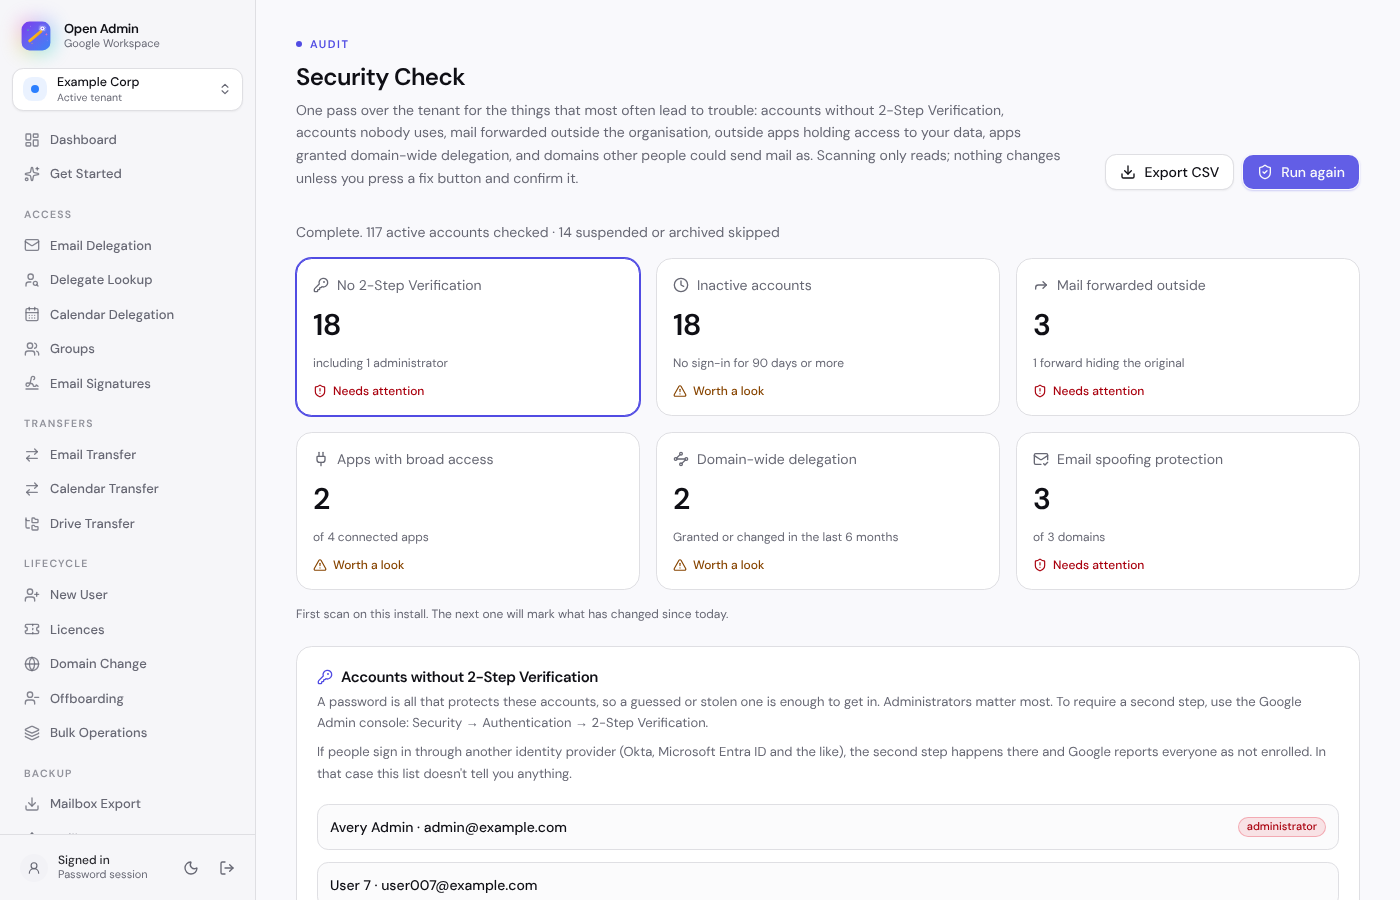 Open Admin
Google Workspace
Example Corp
Active tenant
Dashboard
Get Started
ACCESS
Email Delegation
Delegate Lookup
Calendar Delegation
Groups
Email Signatures
TRANSFERS
Email Transfer
Calendar Transfer
Drive Transfer
LIFECYCLE
New User
Licences
Domain Change
Offboarding
Bulk Operations
BACKUP
Mailbox Export
Signed in
Password session
AUDIT
Security Check
One pass over the tenant for the things that most often lead to trouble: accounts without 2-Step Verification,
accounts nobody uses, mail forwarded outside the organisation, outside apps holding access to your data, apps
granted domain-wide delegation, and domains other people could send mail as. Scanning only reads; nothing changes
unless you press a fix button and confirm it.
Export CSV
Run again
Complete. 117 active accounts checked · 14 suspended or archived skipped
No 2-Step Verification
18
including 1 administrator
Needs attention
Inactive accounts
18
No sign-in for 90 days or more
Worth a look
Mail forwarded outside
3
1 forward hiding the original
Needs attention
Apps with broad access
2
of 4 connected apps
Worth a look
Domain-wide delegation
2
Granted or changed in the last 6 months
Worth a look
Email spoofing protection
3
of 3 domains
Needs attention
First scan on this install. The next one will mark what has changed since today.
Accounts without 2-Step Verification
A password is all that protects these accounts, so a guessed or stolen one is enough to get in. Administrators matter most. To require a second step, use the Google
Admin console: Security → Authentication → 2-Step Verification.
If people sign in through another identity provider (Okta, Microsoft Entra ID and the like), the second step happens there and Google reports everyone as not enrolled. In
that case this list doesn't tell you anything.
Avery Admin · admin@example.com
administrator
User 7 · user007@example.com